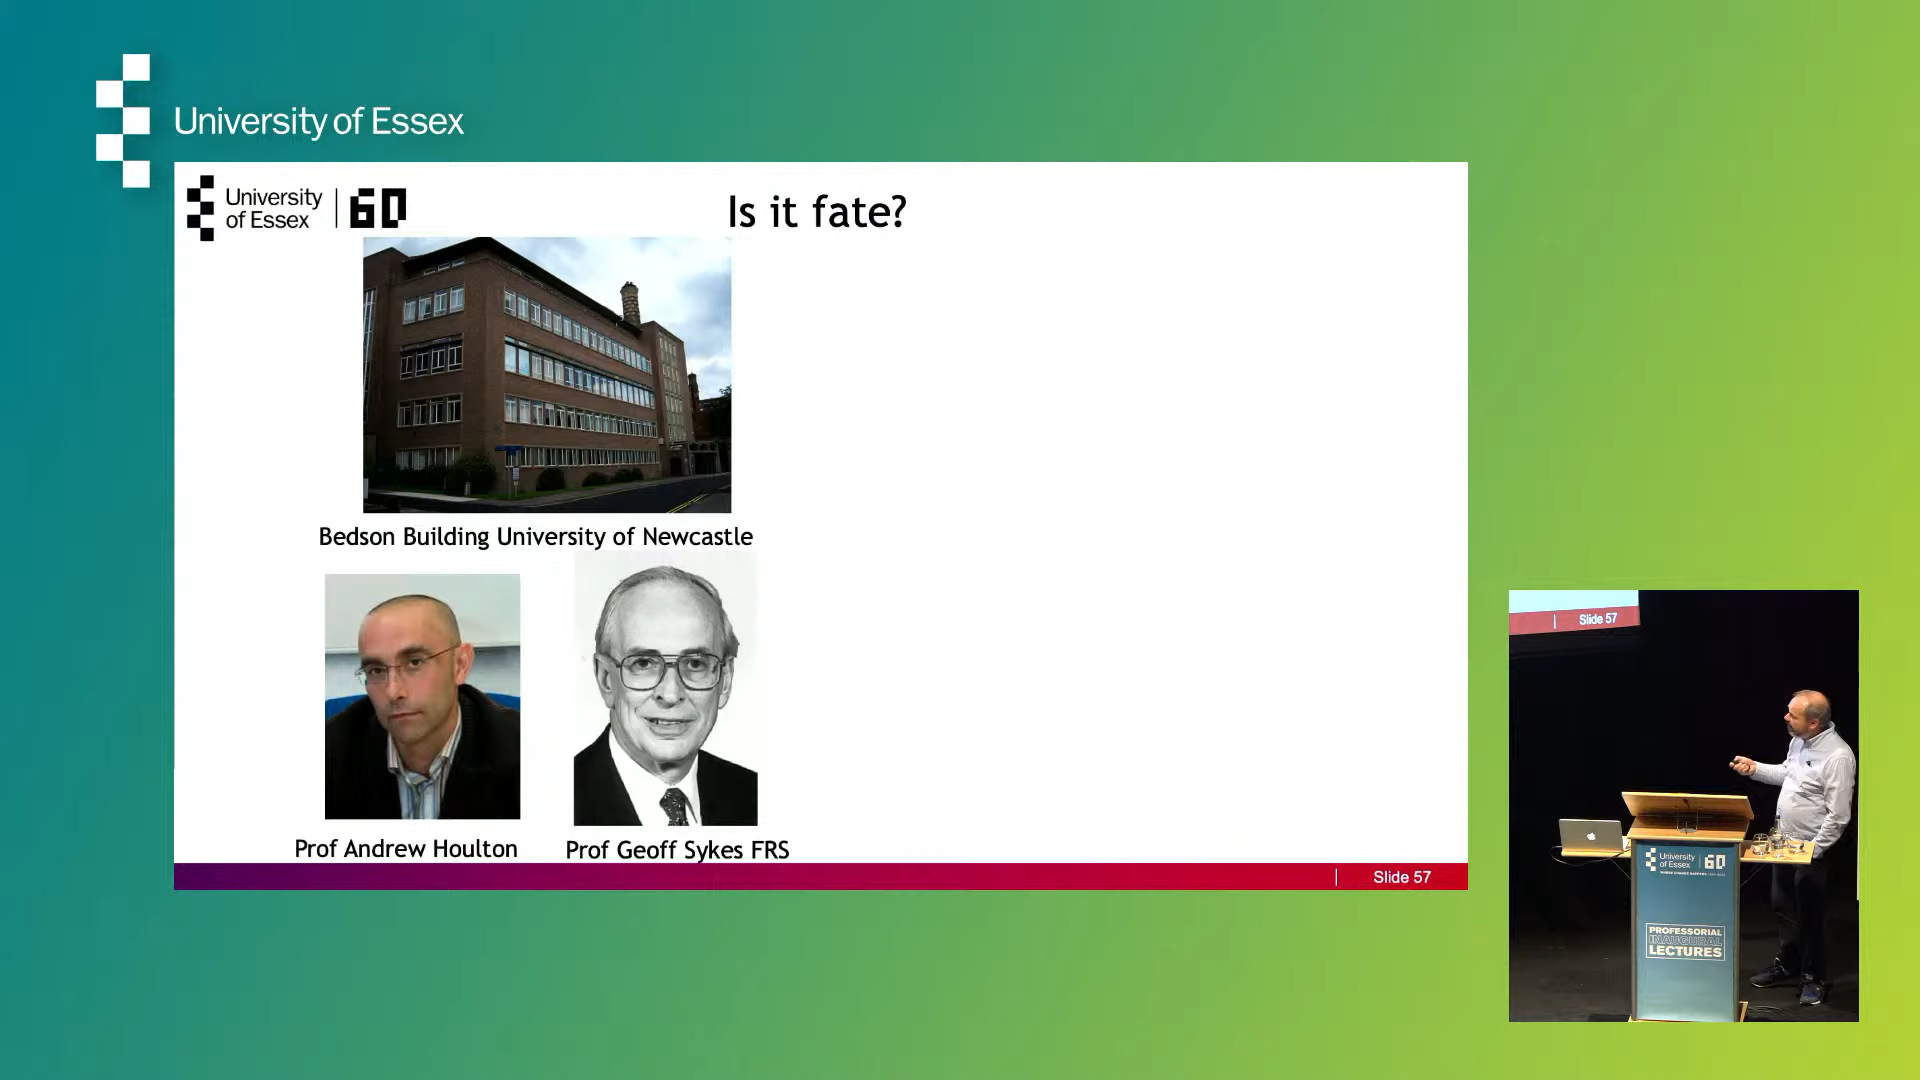 University of Essex
University
of Essex
60
Is it fate?
Bedson Building University of Newcastle
Prof Andrew Houlton
Prof Geoff Sykes FRS
Slide 57
Slide 57
University
of Essex
60
PROFESSORIAL
INAUGURAL
LECTURES